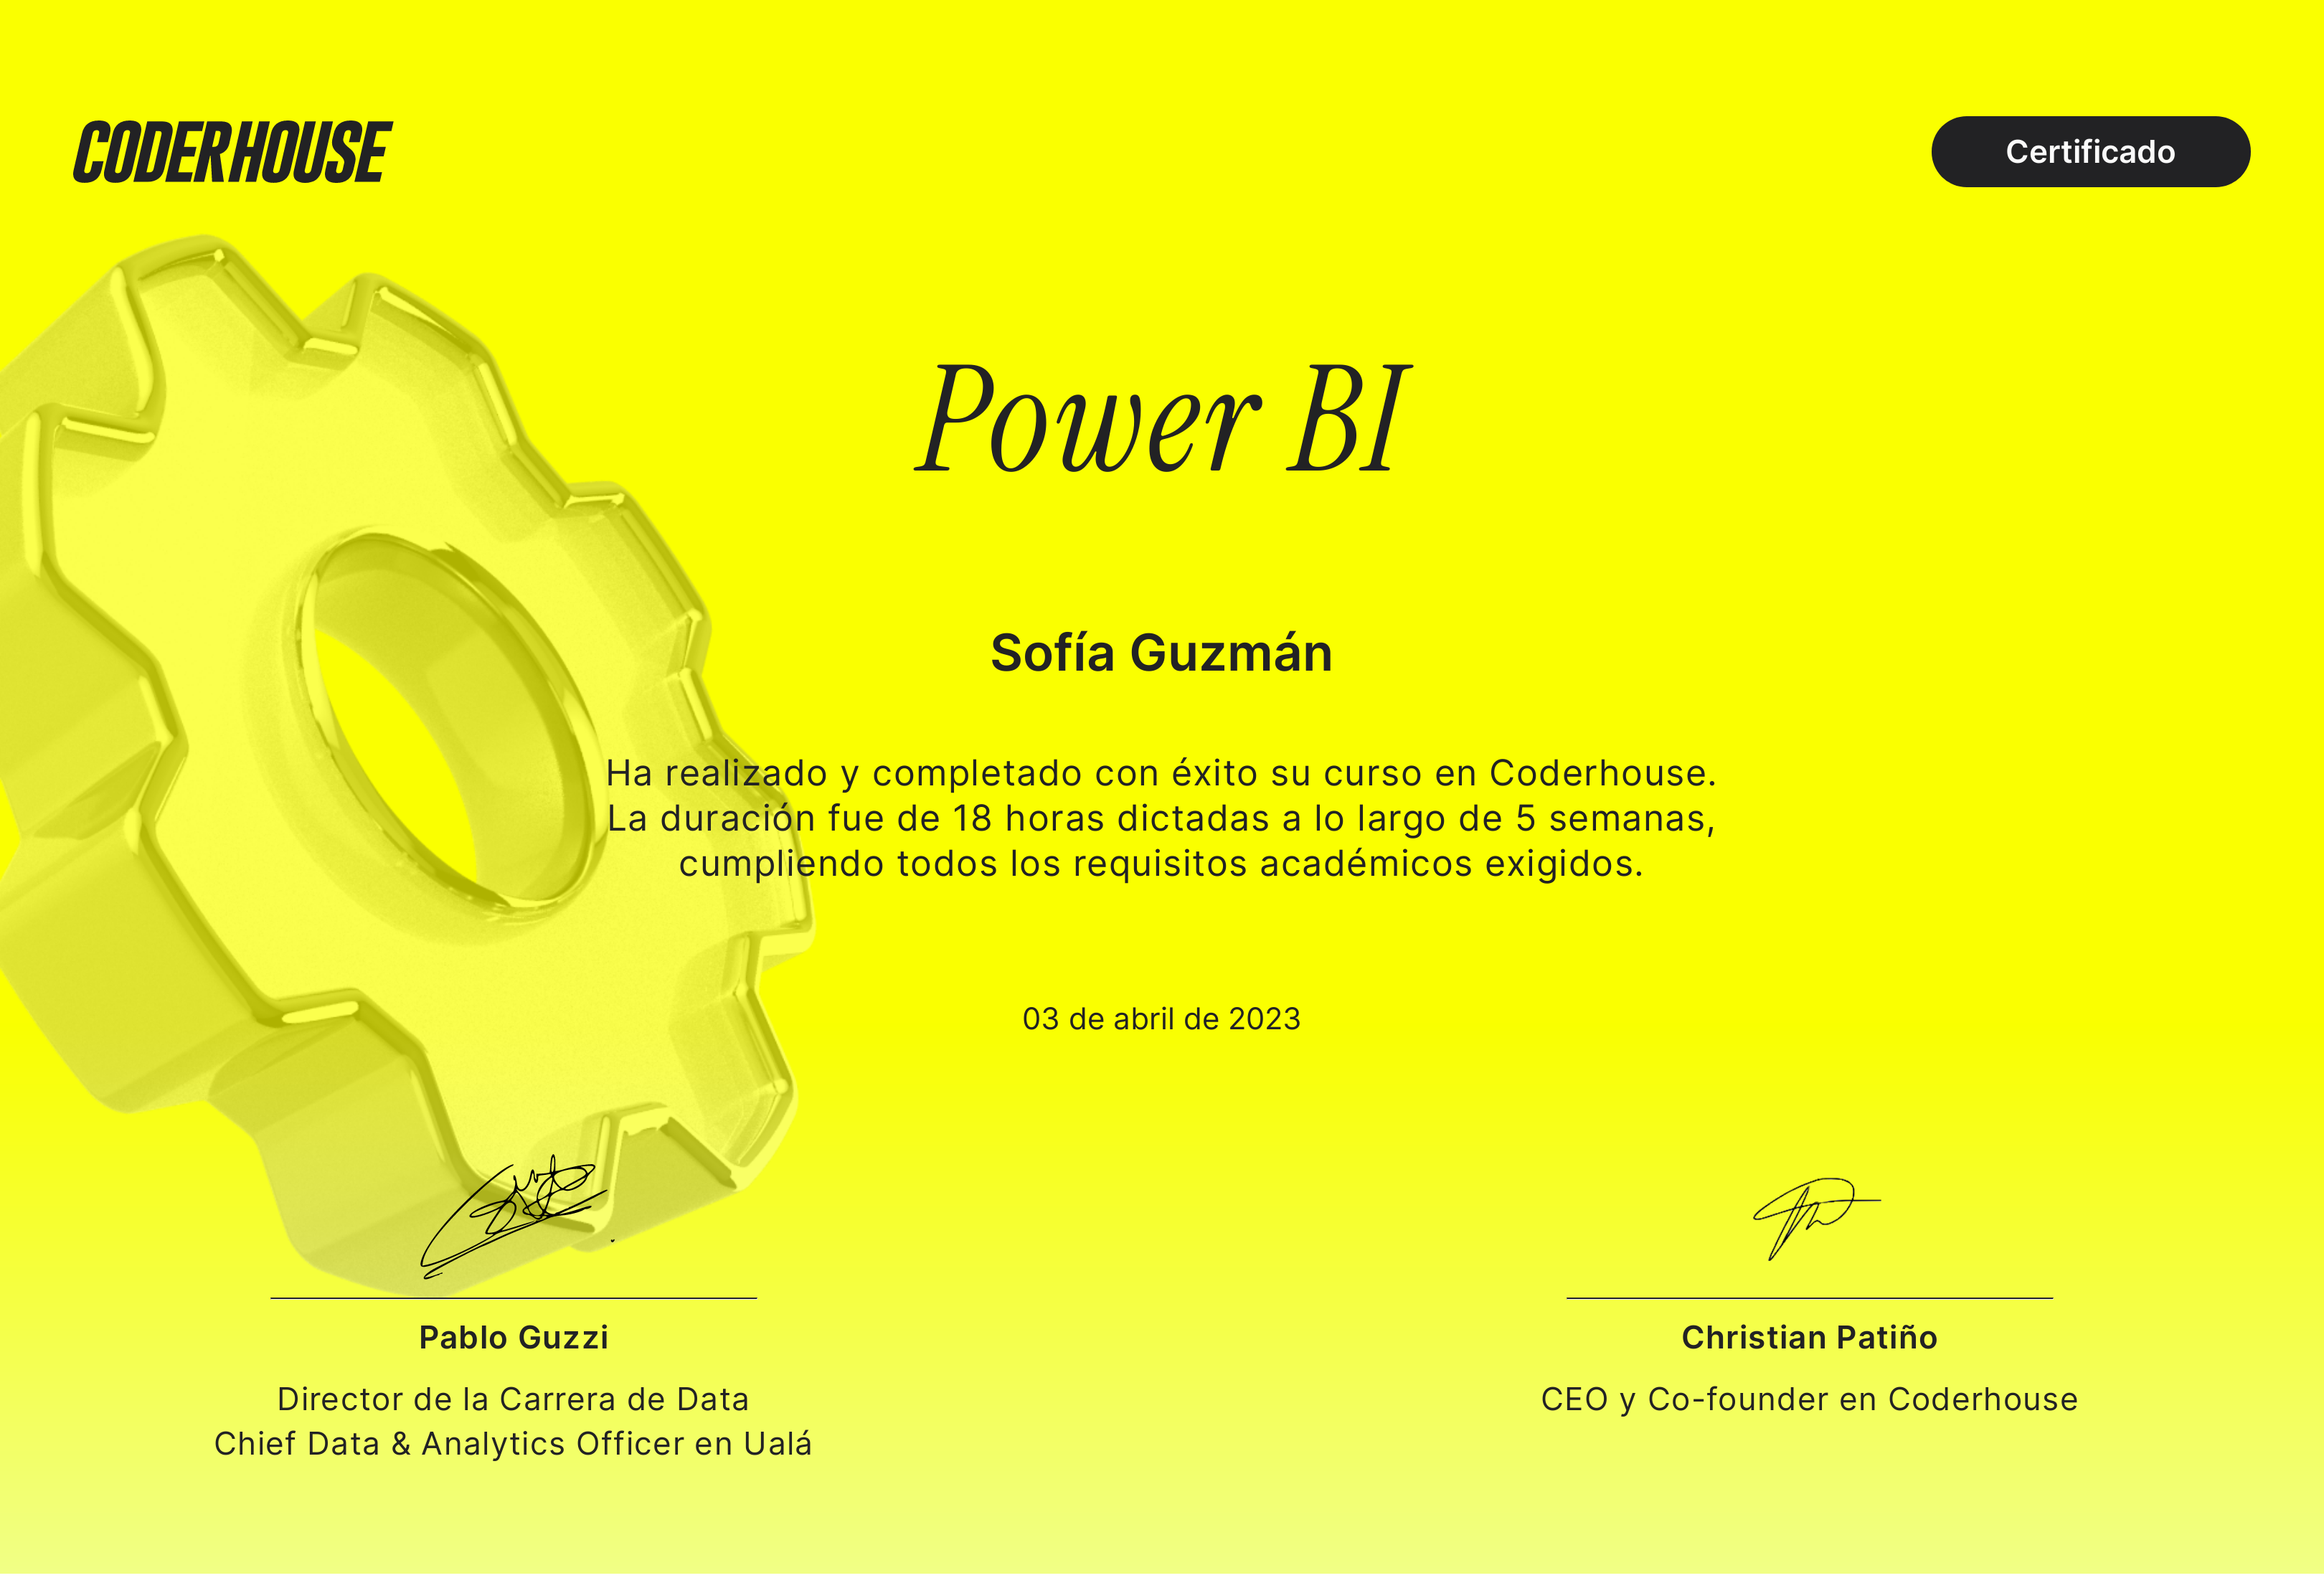 CODERHOUSE
Certificado
Power BI
Sofía Guzmán
Ha realizado y completado con éxito su curso en Coderhouse.
La duración fue de 18 horas dictadas a lo largo de 5 semanas,
cumpliendo todos los requisitos académicos exigidos.
03 de abril de 2023
Pablo Guzzi
Director de la Carrera de Data
Chief Data & Analytics Officer en Ualá
Christian Patiño
CEO y Co-founder en Coderhouse